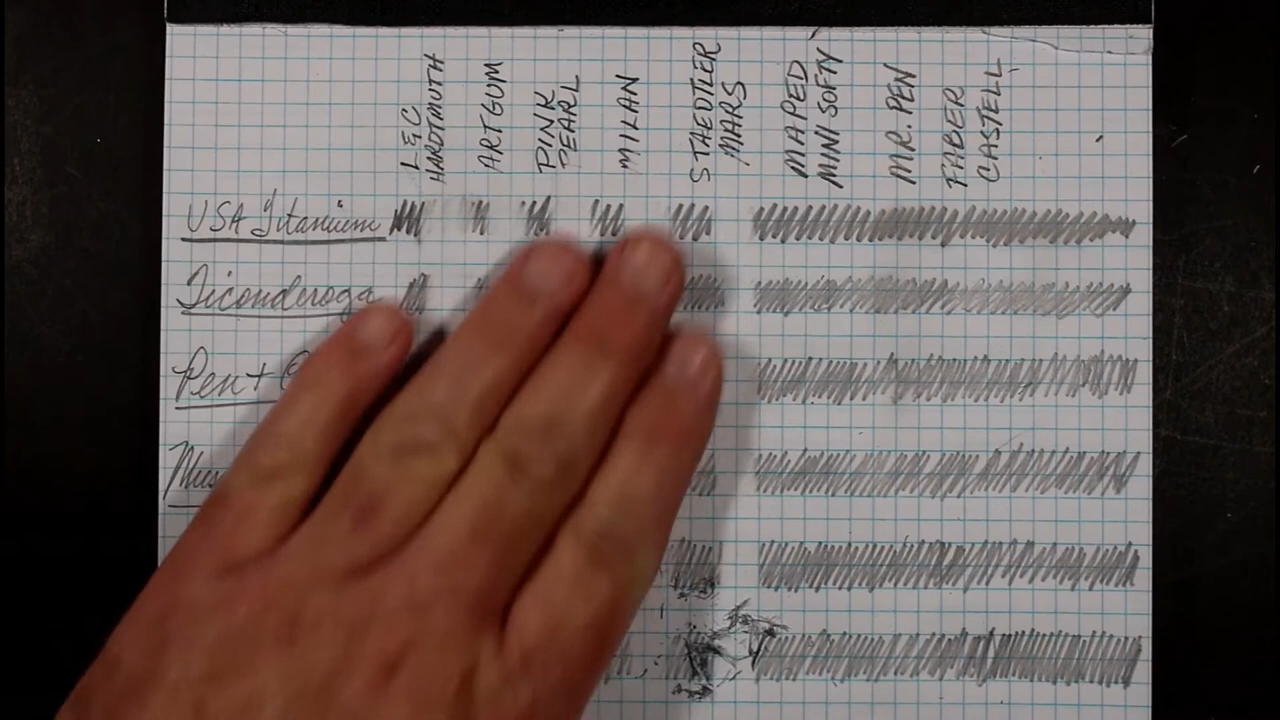 L&C
HARDTMUTH
ARTGUM
PINK
PEARL
MILAN
STAEDTLER
MARS
MAPED
MINI SOFTY
MR. PEN
FABER
CASTELL
USA Titanium
Ticonderoga
Pen +